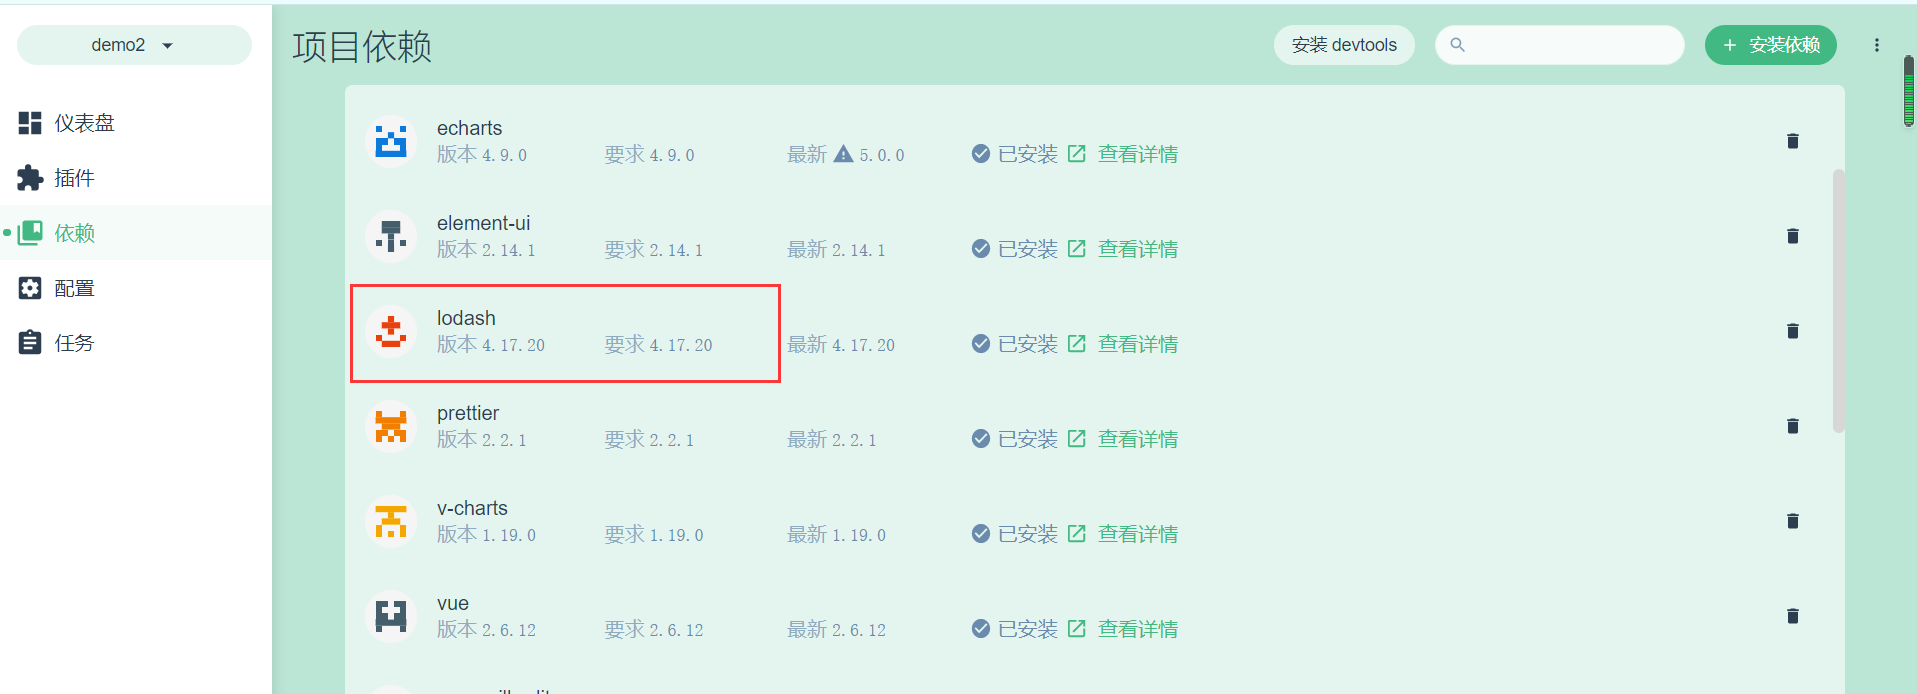 demo2
仪表盘
插件
依赖
配置
任务
项目依赖
安装 devtools
安装依赖
echarts
版本 4.9.0 要求 4.9.0 最新 5.0.0 已安装 查看详情
element-ui
版本 2.14.1 要求 2.14.1 最新 2.14.1 已安装 查看详情
lodash
版本 4.17.20 要求 4.17.20 最新 4.17.20 已安装 查看详情
prettier
版本 2.2.1 要求 2.2.1 最新 2.2.1 已安装 查看详情
v-charts
版本 1.19.0 要求 1.19.0 最新 1.19.0 已安装 查看详情
vue
版本 2.6.12 要求 2.6.12 最新 2.6.12 已安装 查看详情